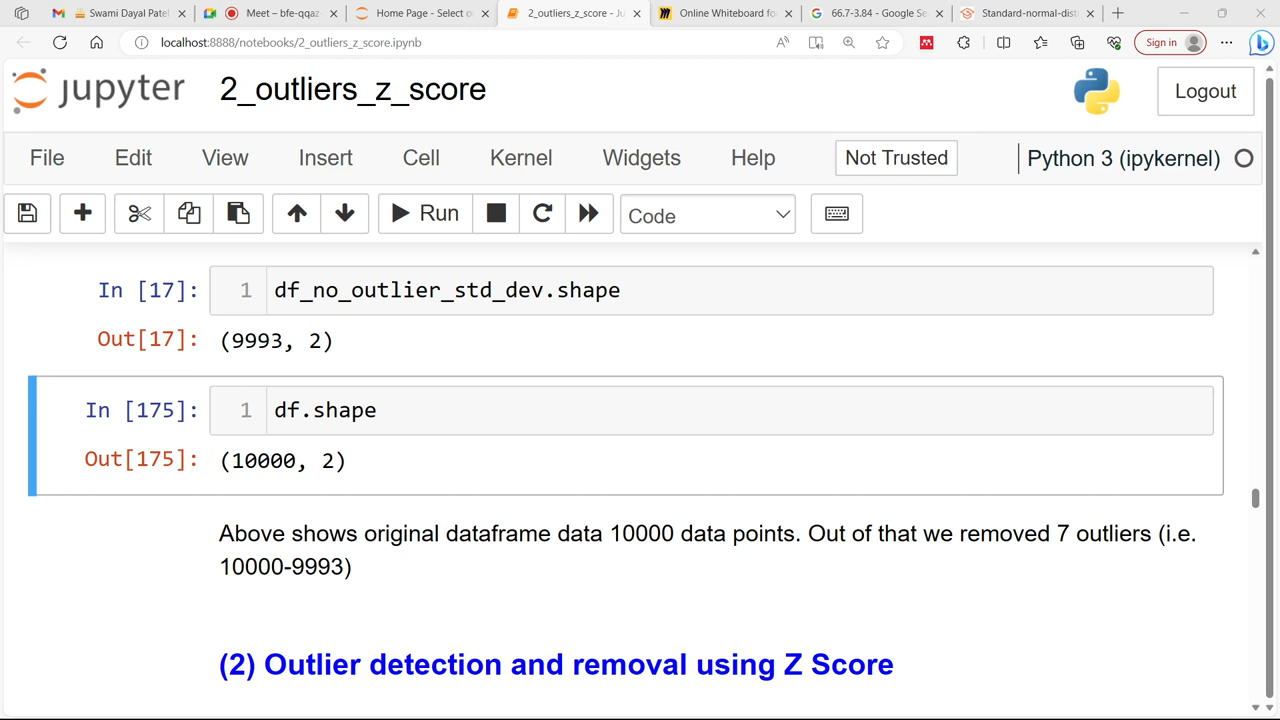 Swami Dayal Patel
Meet – bfe-qqaz
Home Page - Select o
2_outliers_z_score - Ju
Online Whiteboard for
66.7-3.84 - Google Se
Standard-normal-dist
localhost:8888/notebooks/2_outliers_z_score.ipynb
Sign in
jupyter 2_outliers_z_score
Logout
File Edit View Insert Cell Kernel Widgets Help Not Trusted Python 3 (ipykernel)
Run Code
In [17]: 1 df_no_outlier_std_dev.shape
Out[17]: (9993, 2)
In [175]: 1 df.shape
Out[175]: (10000, 2)
Above shows original dataframe data 10000 data points. Out of that we removed 7 outliers (i.e.
10000-9993)
(2) Outlier detection and removal using Z Score